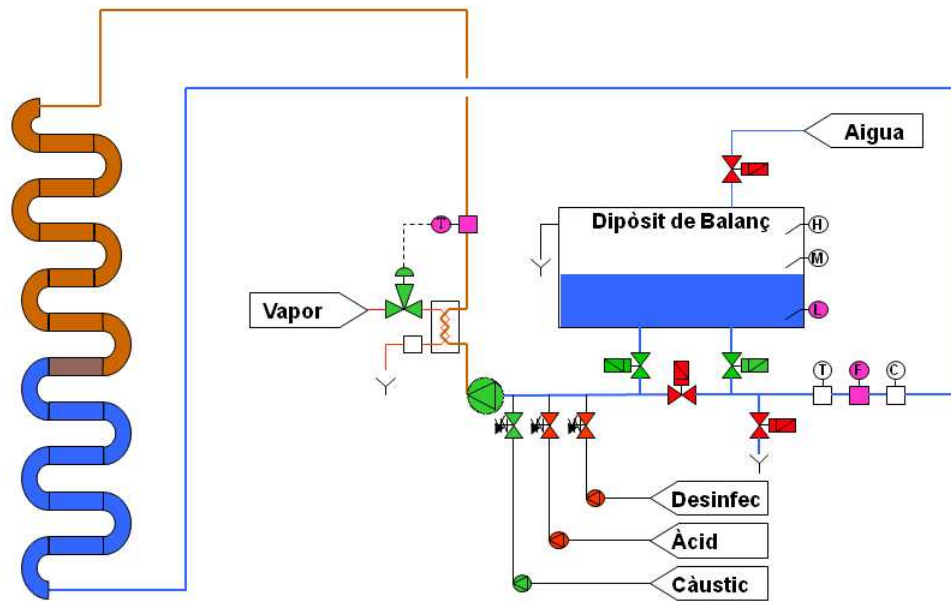 Aigua
Dipòsit de Balanç
H
T
M
Vapor
L
T
F
C
Desinfec
Àcid
Càustic